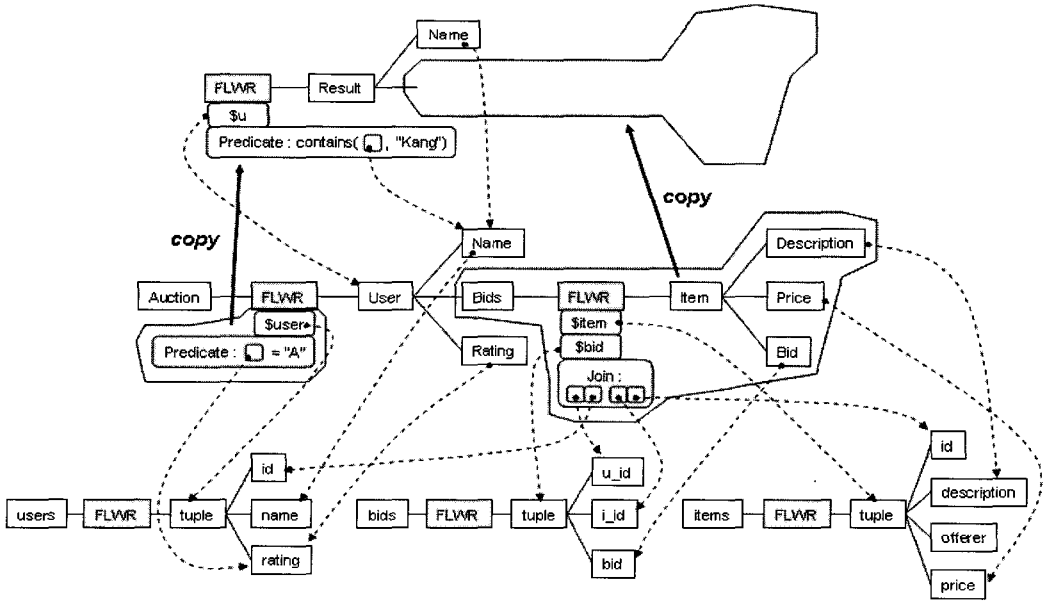 Name
FLWR
Result
$u
Predicate : contains( , "Kang")
copy
copy
Name
Description
Auction
FLWR
User
Bids
FLWR
Item
Price
$user
$item
Predicate : = "A"
$bid
Rating
Bid
Join :
id
u_id
id
users
FLWR
tuple
name
bids
FLWR
tuple
i_id
items
FLWR
tuple
description
rating
bid
offerer
price